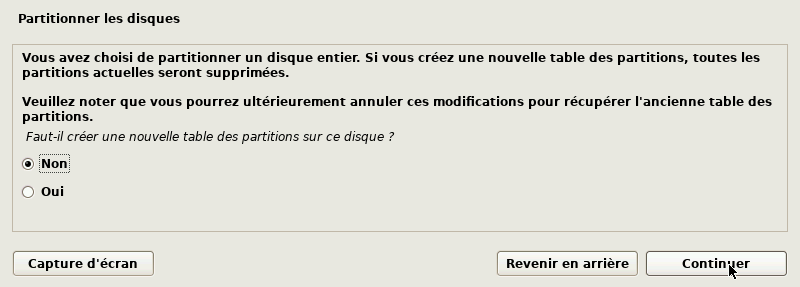 Partitionner les disques
Vous avez choisi de partitionner un disque entier. Si vous créez une nouvelle table des partitions, toutes les
partitions actuelles seront supprimées.
Veuillez noter que vous pourrez ultérieurement annuler ces modifications pour récupérer l'ancienne table des
partitions.
Faut-il créer une nouvelle table des partitions sur ce disque ?
Non
Oui
Capture d'écran
Revenir en arrière
Continuer